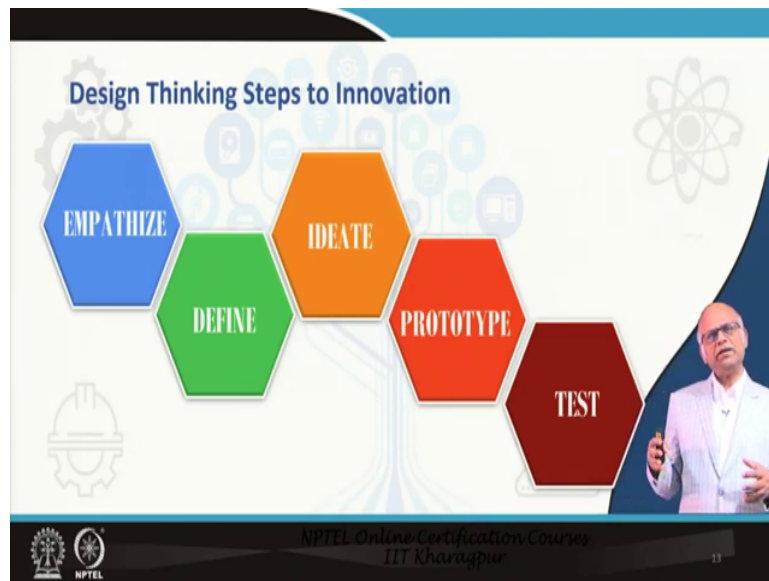 Design Thinking Steps to Innovation
EMPATHIZE
DEFINE
IDEATE
PROTOTYPE
TEST
NPTEL Online Certification Courses
IIT Kharagpur
NPTEL
13